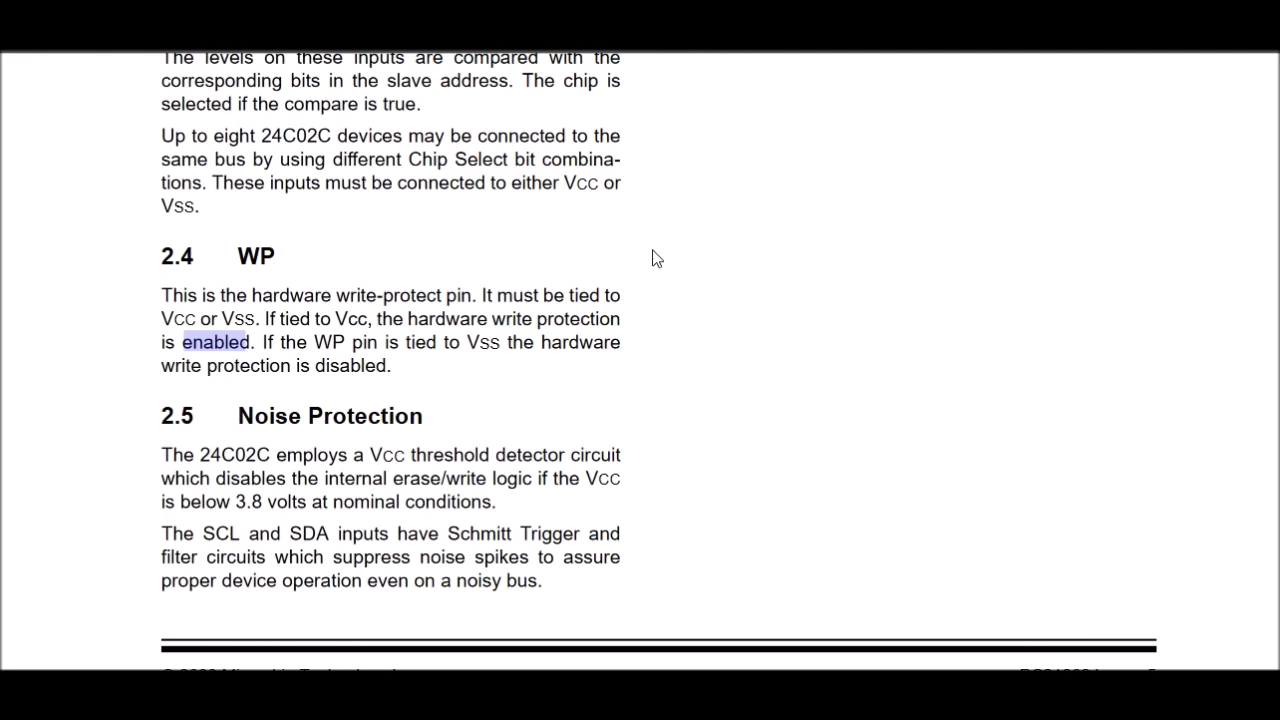 The levels on these inputs are compared with the
corresponding bits in the slave address. The chip is
selected if the compare is true.
Up to eight 24C02C devices may be connected to the
same bus by using different Chip Select bit combina-
tions. These inputs must be connected to either VCC or
VSS.
2.4 WP
This is the hardware write-protect pin. It must be tied to
VCC or VSS. If tied to Vcc, the hardware write protection
is enabled. If the WP pin is tied to VSS the hardware
write protection is disabled.
2.5 Noise Protection
The 24C02C employs a VCC threshold detector circuit
which disables the internal erase/write logic if the VCC
is below 3.8 volts at nominal conditions.
The SCL and SDA inputs have Schmitt Trigger and
filter circuits which suppress noise spikes to assure
proper device operation even on a noisy bus.